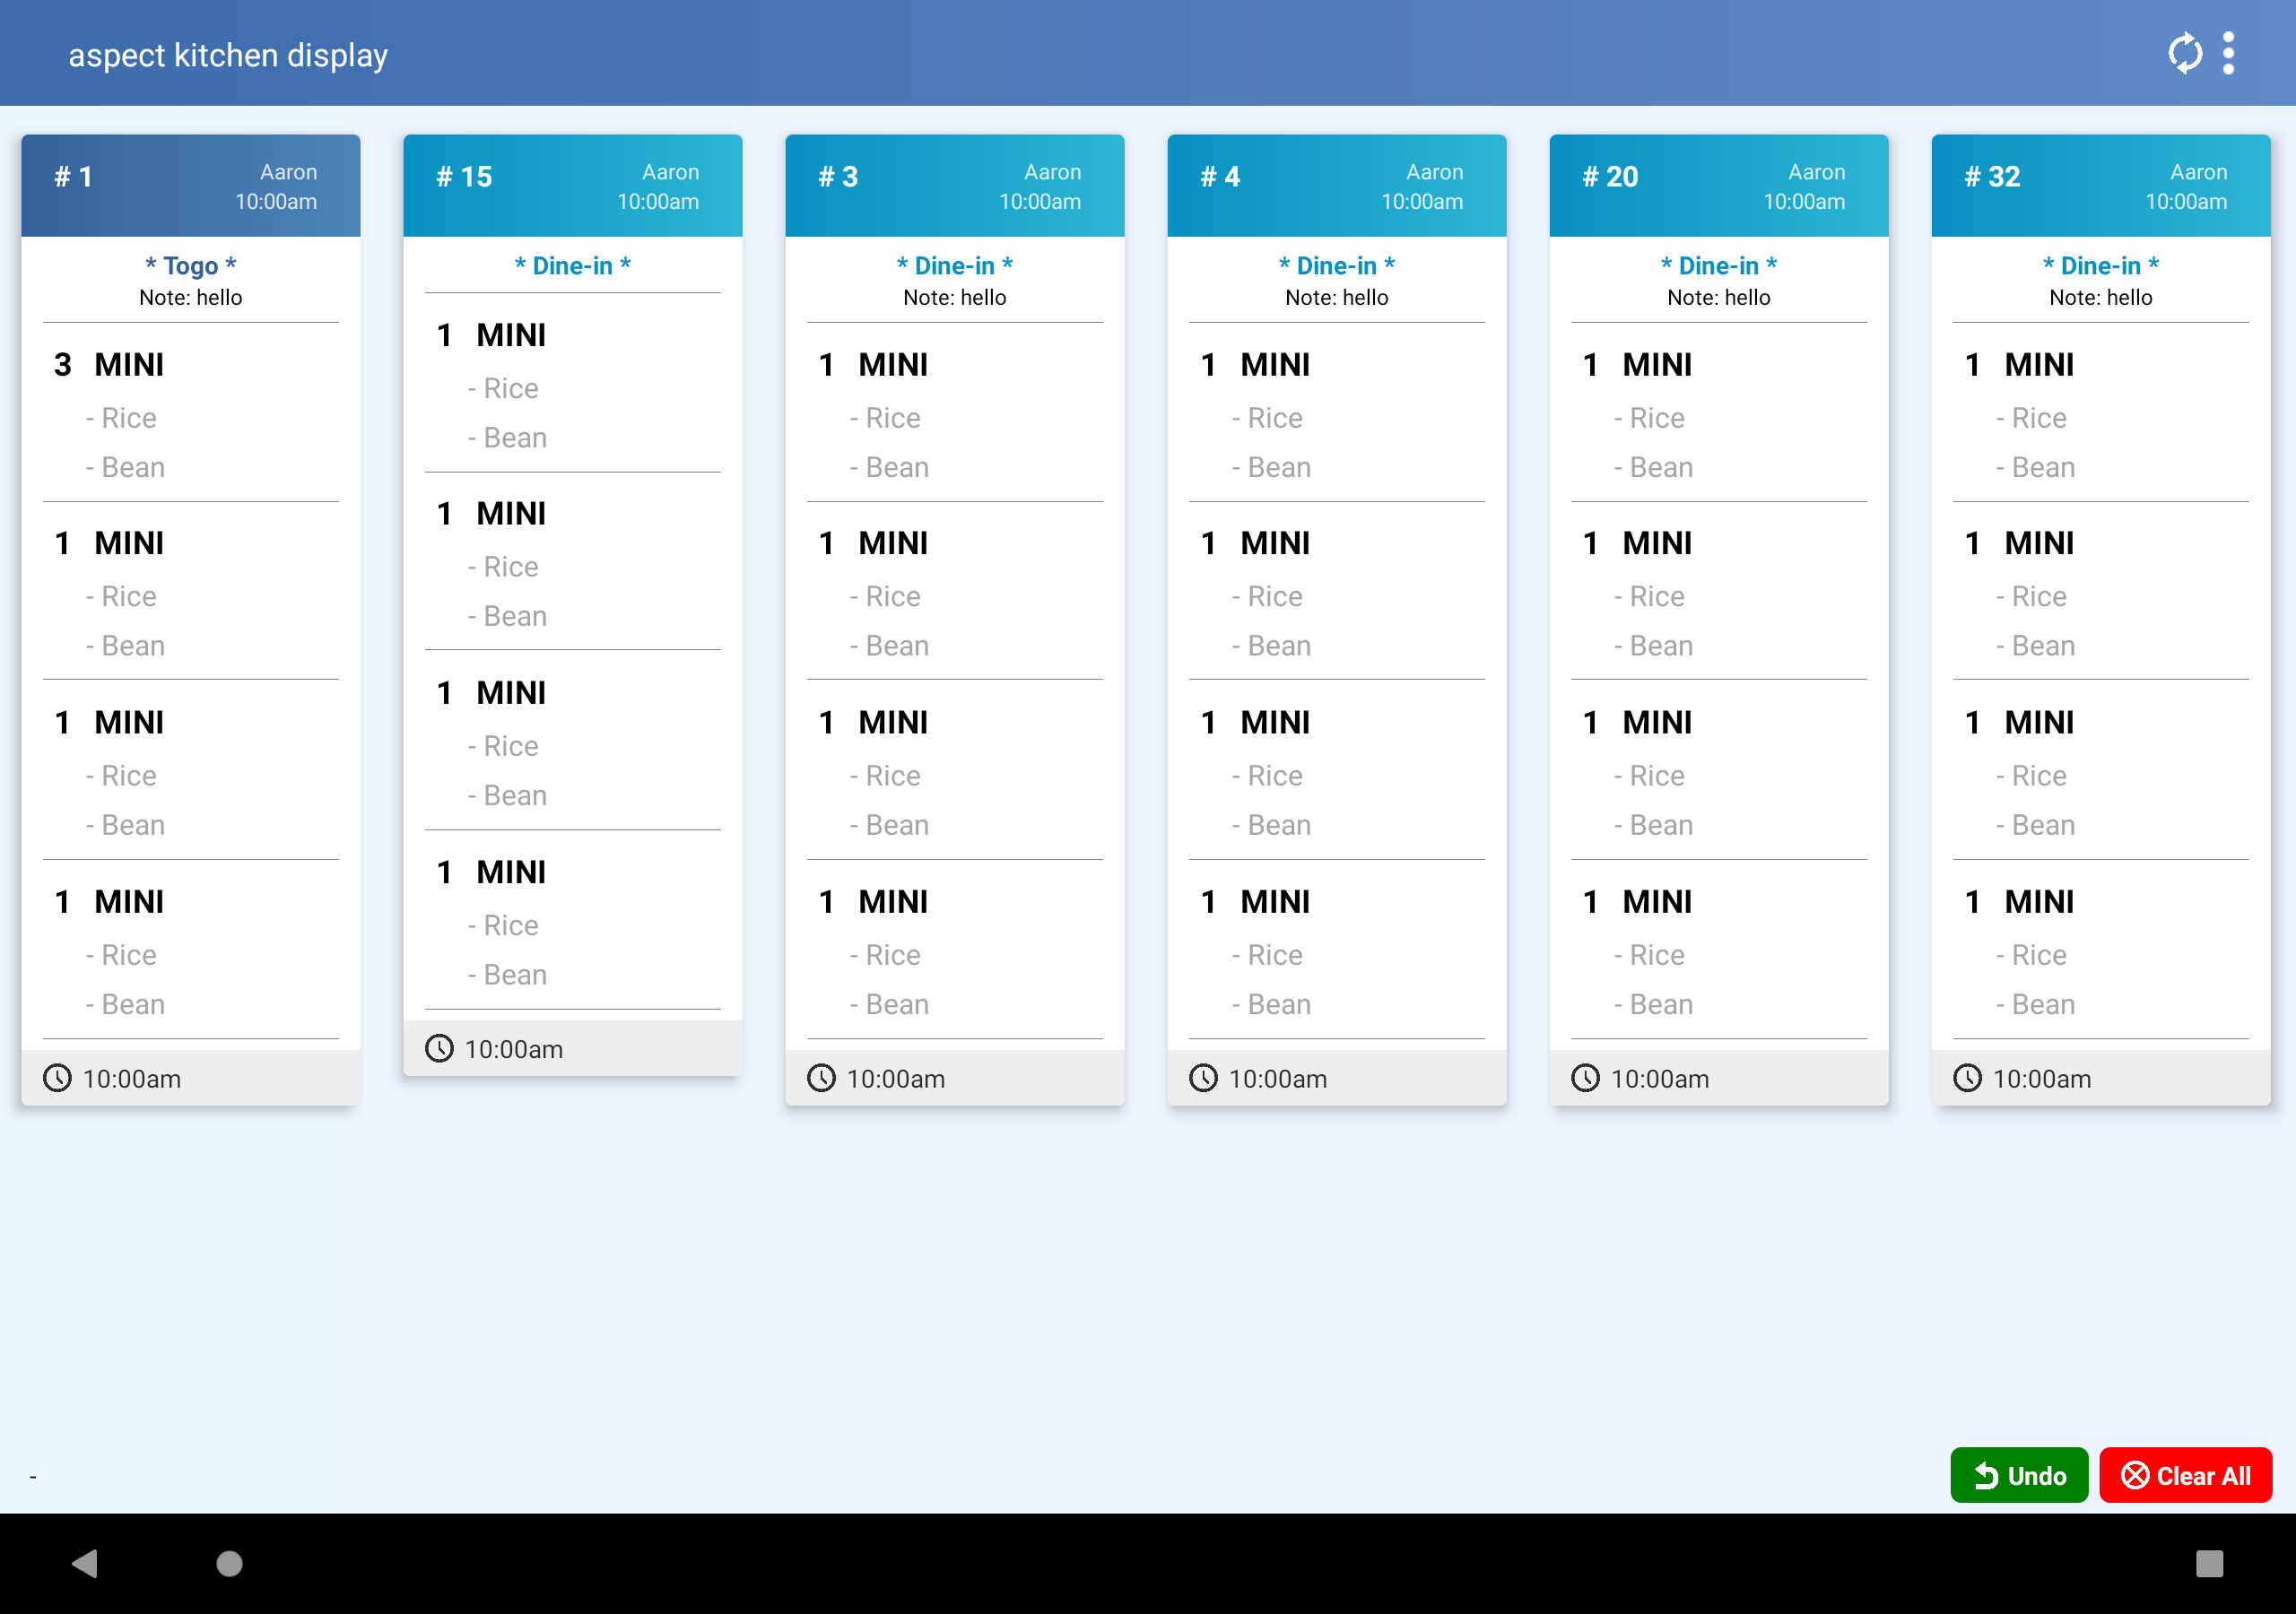 aspect kitchen display
# 1
Aaron
10:00am
* Togo *
Note: hello
3 MINI
- Rice
- Bean
1 MINI
- Rice
- Bean
1 MINI
- Rice
- Bean
1 MINI
- Rice
- Bean
10:00am
# 15
Aaron
10:00am
* Dine-in *
1 MINI
- Rice
- Bean
1 MINI
- Rice
- Bean
1 MINI
- Rice
- Bean
1 MINI
- Rice
- Bean
10:00am
# 3
Aaron
10:00am
* Dine-in *
Note: hello
1 MINI
- Rice
- Bean
1 MINI
- Rice
- Bean
1 MINI
- Rice
- Bean
1 MINI
- Rice
- Bean
10:00am
# 4
Aaron
10:00am
* Dine-in *
Note: hello
1 MINI
- Rice
- Bean
1 MINI
- Rice
- Bean
1 MINI
- Rice
- Bean
1 MINI
- Rice
- Bean
10:00am
# 20
Aaron
10:00am
* Dine-in *
Note: hello
1 MINI
- Rice
- Bean
1 MINI
- Rice
- Bean
1 MINI
- Rice
- Bean
1 MINI
- Rice
- Bean
10:00am
# 32
Aaron
10:00am
* Dine-in *
Note: hello
1 MINI
- Rice
- Bean
1 MINI
- Rice
- Bean
1 MINI
- Rice
- Bean
1 MINI
- Rice
- Bean
10:00am
-
Undo
Clear All